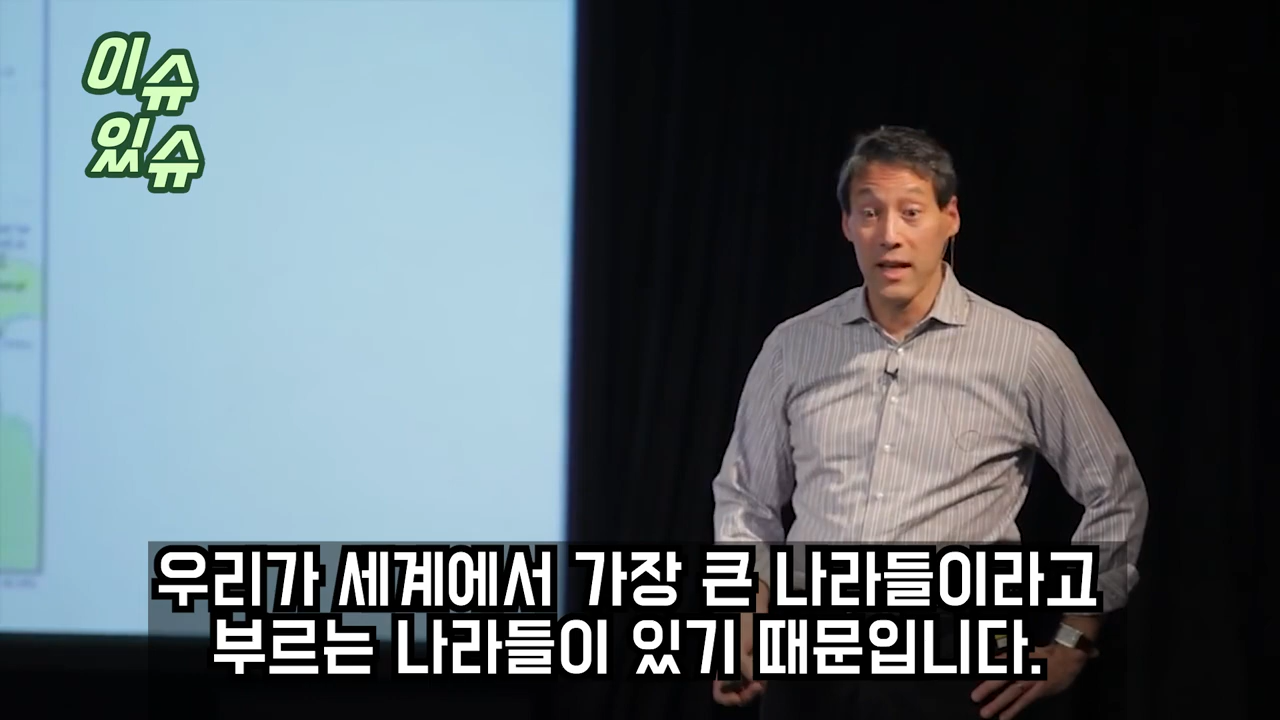 이슈
있슈
우리가 세계에서 가장 큰 나라들이라고
부르는 나라들이 있기 때문입니다.